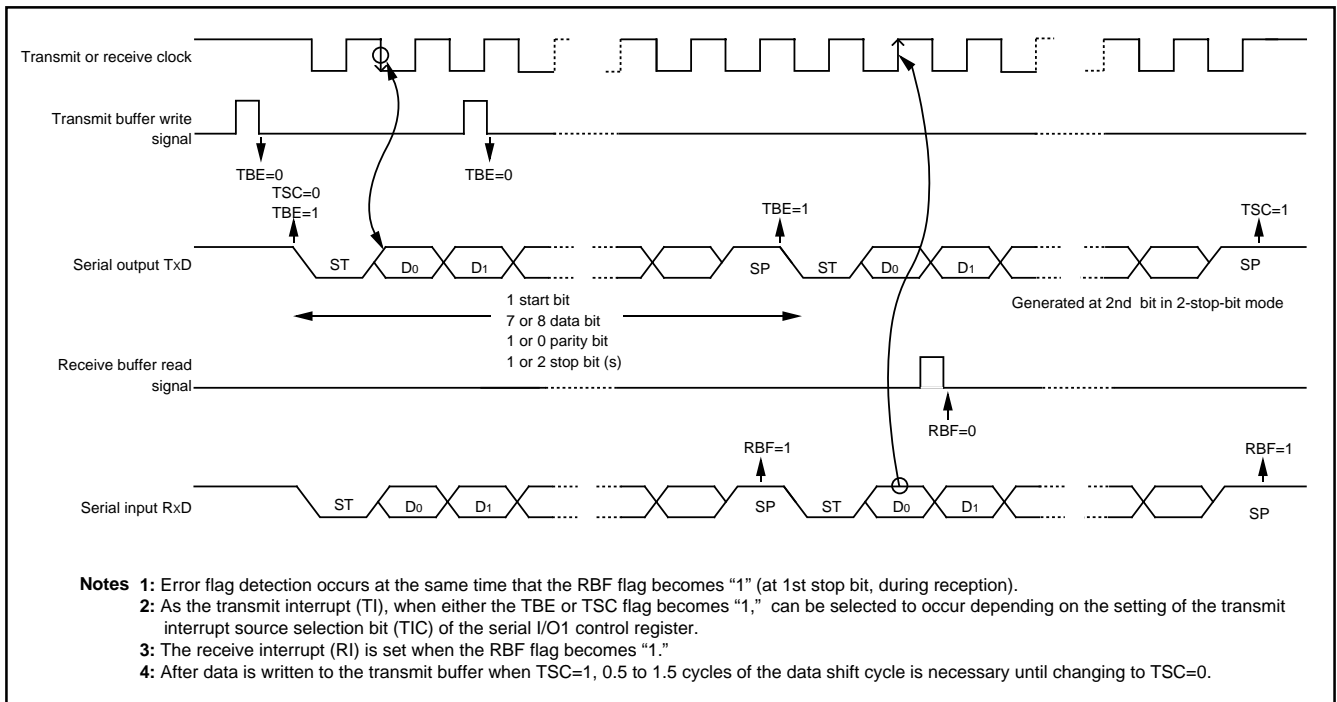 Transmit or receive clock
Transmit buffer write
signal
TBE=0
TSC=0
TBE=1
TBE=0
TBE=1
TSC=1
Serial output TxD
ST
D0
D1
SP
ST
D0
D1
SP
1 start bit
7 or 8 data bit
1 or 0 parity bit
1 or 2 stop bit (s)
Generated at 2nd bit in 2-stop-bit mode
Receive buffer read
signal
RBF=0
RBF=1
RBF=1
Serial input RxD
ST
D0
D1
SP
ST
D0
D1
SP
Notes 1: Error flag detection occurs at the same time that the RBF flag becomes “1” (at 1st stop bit, during reception).
2: As the transmit interrupt (TI), when either the TBE or TSC flag becomes “1,” can be selected to occur depending on the setting of the transmit
interrupt source selection bit (TIC) of the serial I/O1 control register.
3: The receive interrupt (RI) is set when the RBF flag becomes “1.”
4: After data is written to the transmit buffer when TSC=1, 0.5 to 1.5 cycles of the data shift cycle is necessary until changing to TSC=0.